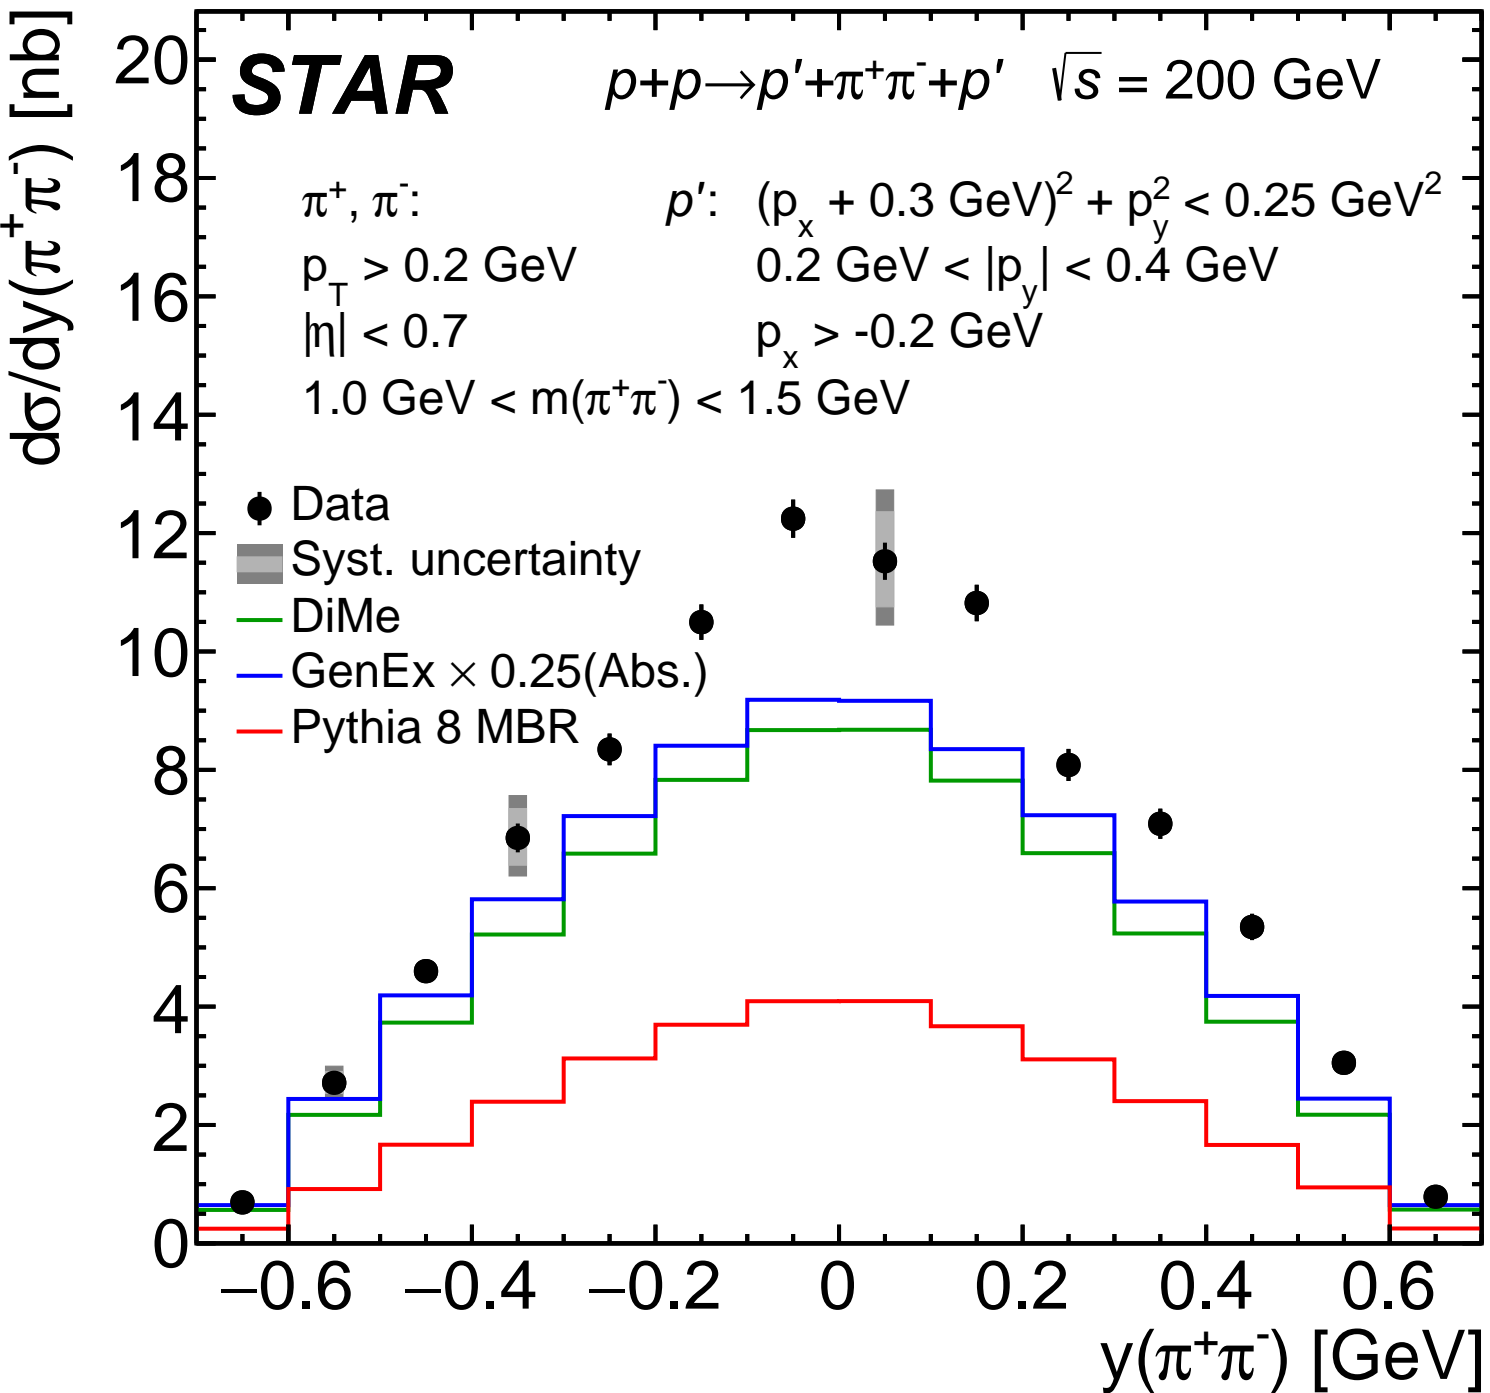 dσ/dy(π⁺π⁻) [nb]
STAR p+p→p′+π⁺π⁻+p′ √s = 200 GeV
π⁺, π⁻: p′: (pₓ + 0.3 GeV)² + p_y² < 0.25 GeV²
p_T > 0.2 GeV 0.2 GeV < |p_y| < 0.4 GeV
|η| < 0.7 pₓ > -0.2 GeV
1.0 GeV < m(π⁺π⁻) < 1.5 GeV
Data
Syst. uncertainty
DiMe
GenEx × 0.25(Abs.)
Pythia 8 MBR
20
18
16
14
12
10
8
6
4
2
0
−0.6 −0.4 −0.2 0 0.2 0.4 0.6
y(π⁺π⁻) [GeV]